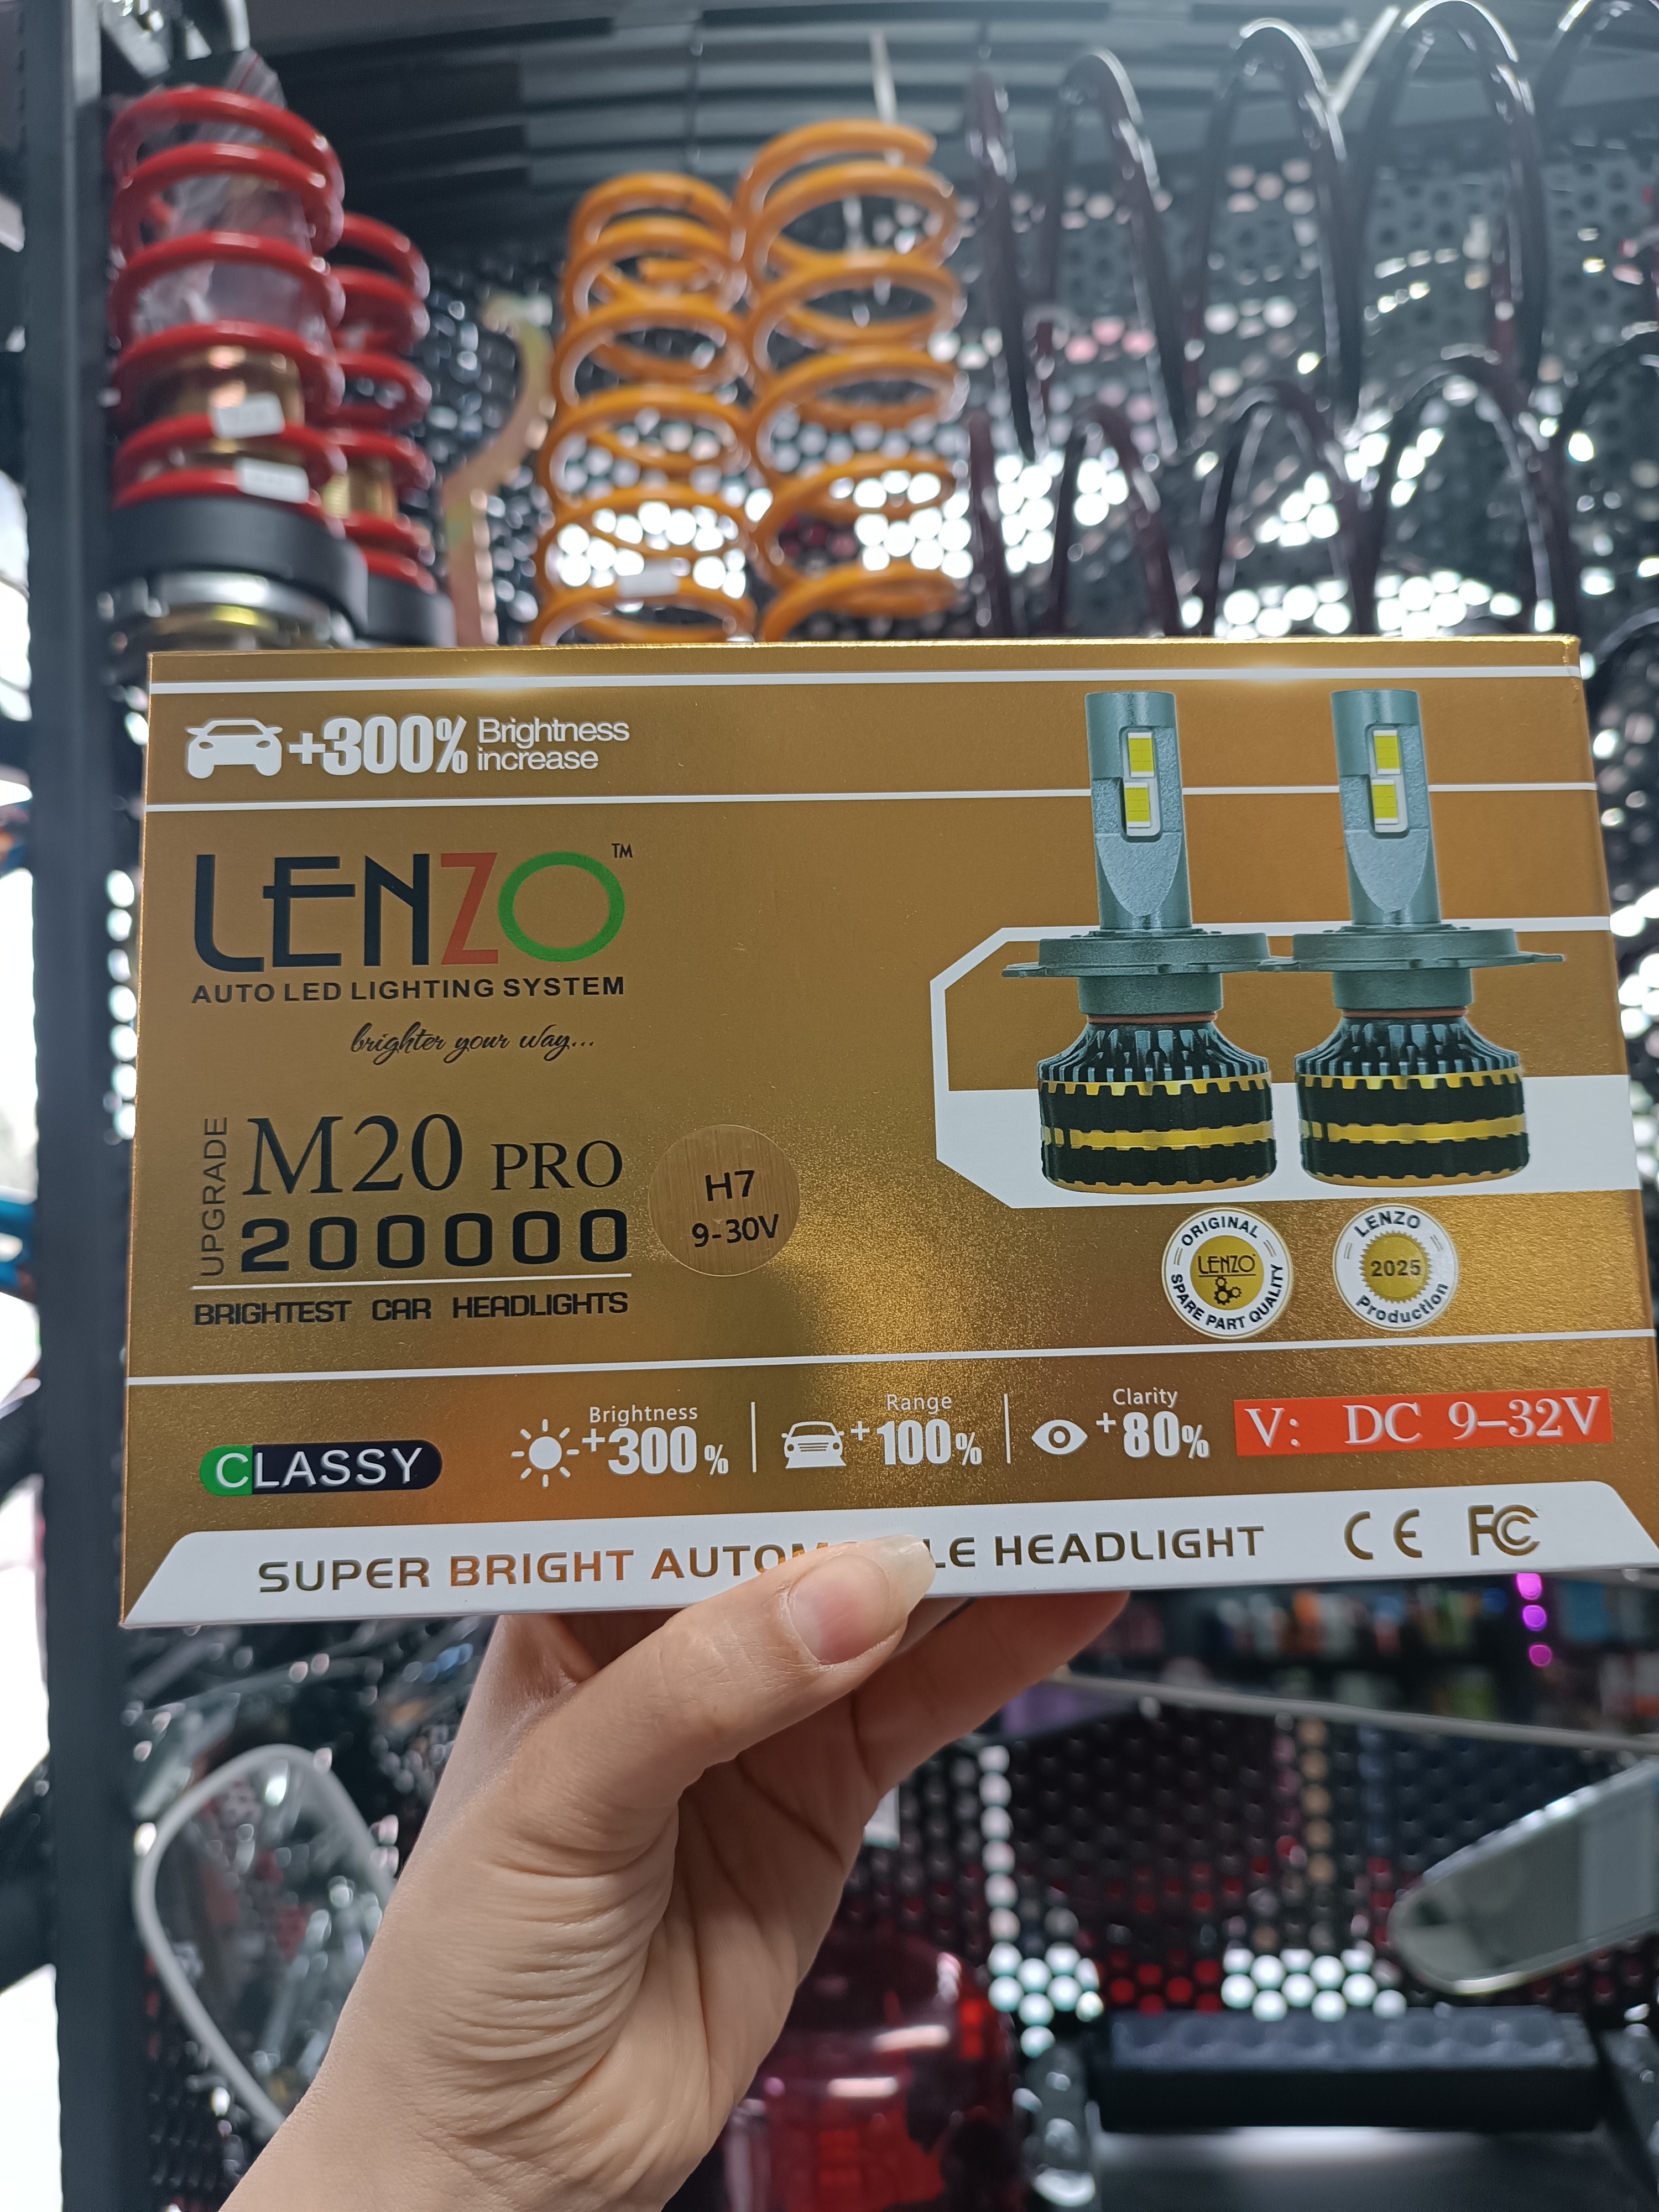 +300% Brightness
increase
LENZO™
AUTO LED LIGHTING SYSTEM
brighter your way...
UPGRADE
M20 PRO
200000
H7
9-30V
BRIGHTEST CAR HEADLIGHTS
ORIGINAL
LENZO
SPARE PART QUALITY
LENZO
2025
Production
CLASSY
Brightness
+300%
Range
+100%
Clarity
+80%
V: DC 9-32V
SUPER BRIGHT HEADLIGHT
CE FC